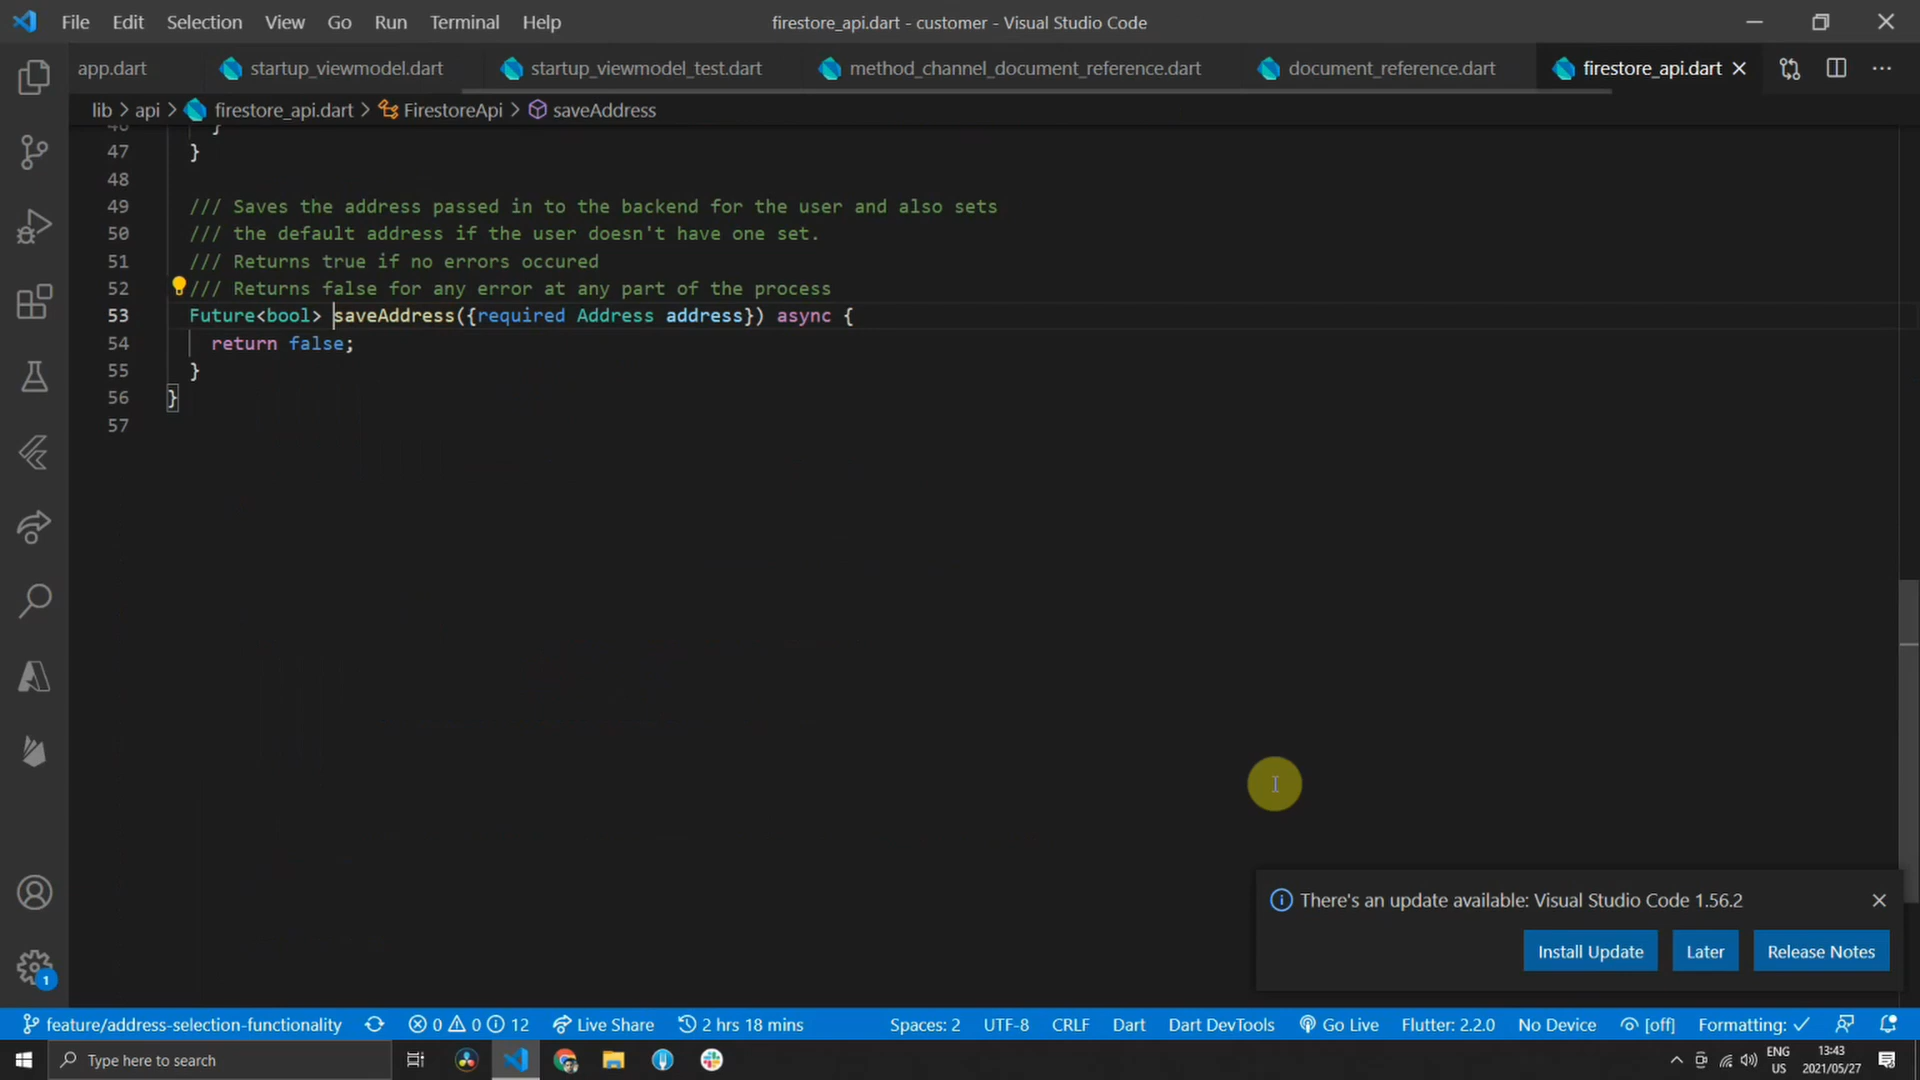 File Edit Selection View Go Run Terminal Help
firestore_api.dart - customer - Visual Studio Code
app.dart startup_viewmodel.dart startup_viewmodel_test.dart method_channel_document_reference.dart document_reference.dart firestore_api.dart
lib > api > firestore_api.dart > FirestoreApi > saveAddress
46 }
47 }
48
49 /// Saves the address passed in to the backend for the user and also sets
50 /// the default address if the user doesn't have one set.
51 /// Returns true if no errors occured
52 /// Returns false for any error at any part of the process
53 Future<bool> saveAddress({required Address address}) async {
54 return false;
55 }
56 }
57
There's an update available: Visual Studio Code 1.56.2
Install Update Later Release Notes
1
feature/address-selection-functionality 0 0 12 Live Share 2 hrs 18 mins Spaces: 2 UTF-8 CRLF Dart Dart DevTools Go Live Flutter: 2.2.0 No Device [off] Formatting: ✓
Type here to search
ENG
US
13:43
2021/05/27